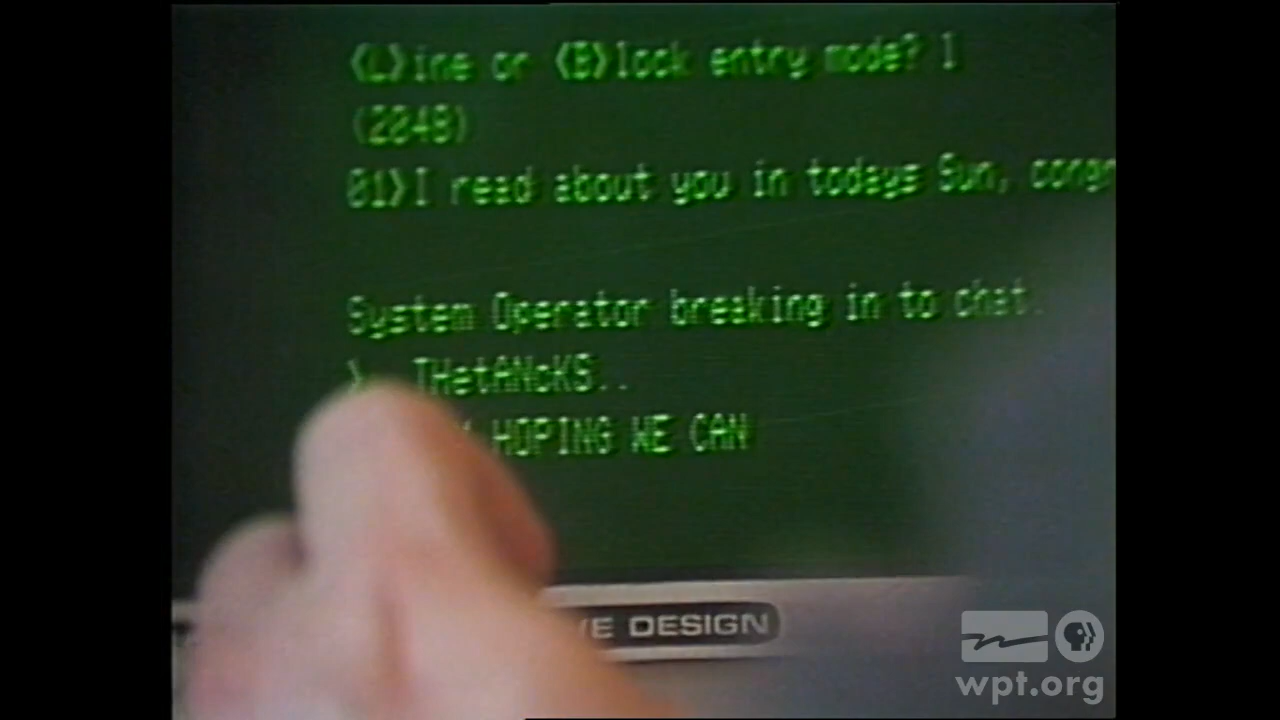 <L>ine or <B>lock entry mode? l
(2048)
01>I read about you in todays Sun, congr
System Operator breaking in to chat.
> THetANcKS..
HOPING WE CAN
VE DESIGN
wpt.org